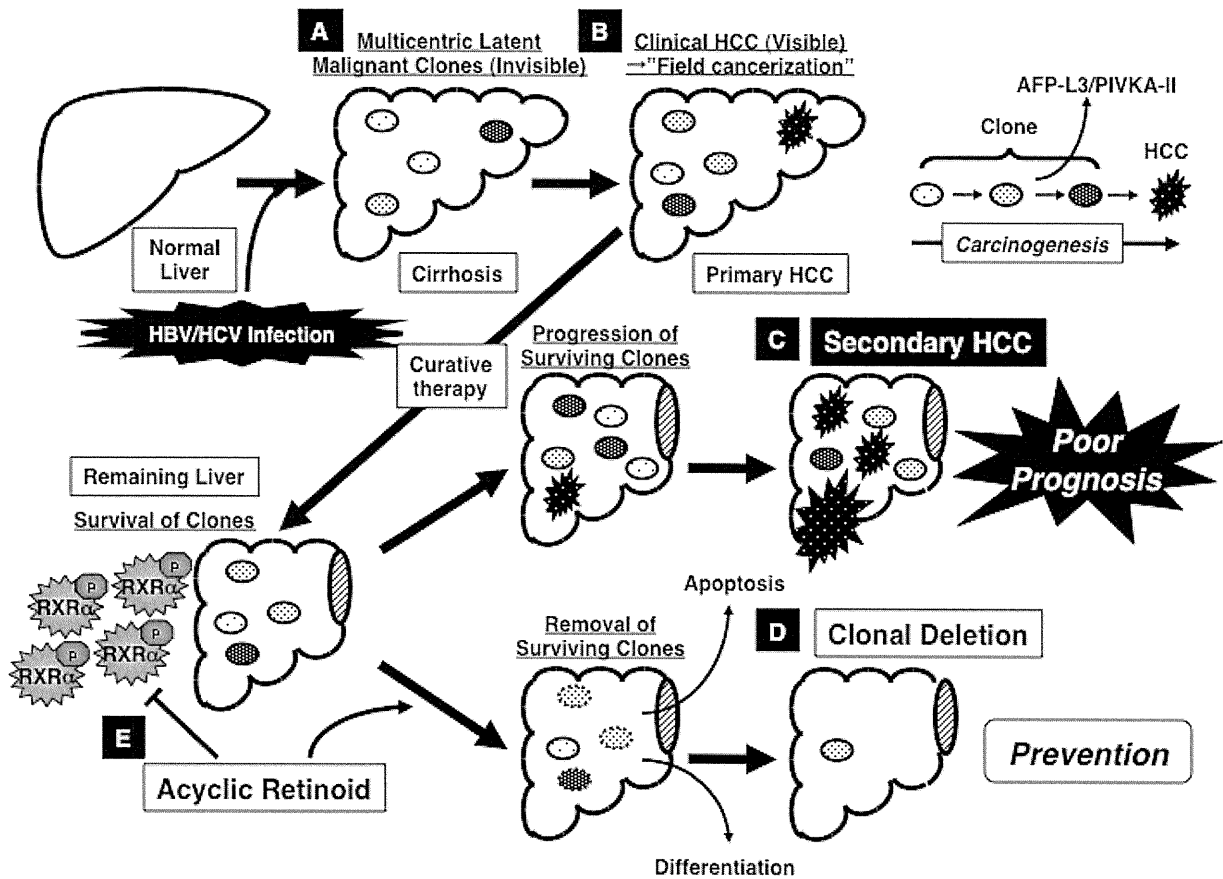 A
Multicentric Latent
Malignant Clones (Invisible)
B
Clinical HCC (Visible)
→"Field cancerization"
AFP-L3/PIVKA-II
Clone
HCC
Carcinogenesis
Normal
Liver
Cirrhosis
Primary HCC
HBV/HCV Infection
Curative
therapy
Progression of
Surviving Clones
C
Secondary HCC
Poor
Prognosis
Remaining Liver
Survival of Clones
P
RXRα
P
RXRα
P
RXRα
P
RXRα
E
Acyclic Retinoid
Removal of
Surviving Clones
Apoptosis
Differentiation
D
Clonal Deletion
Prevention